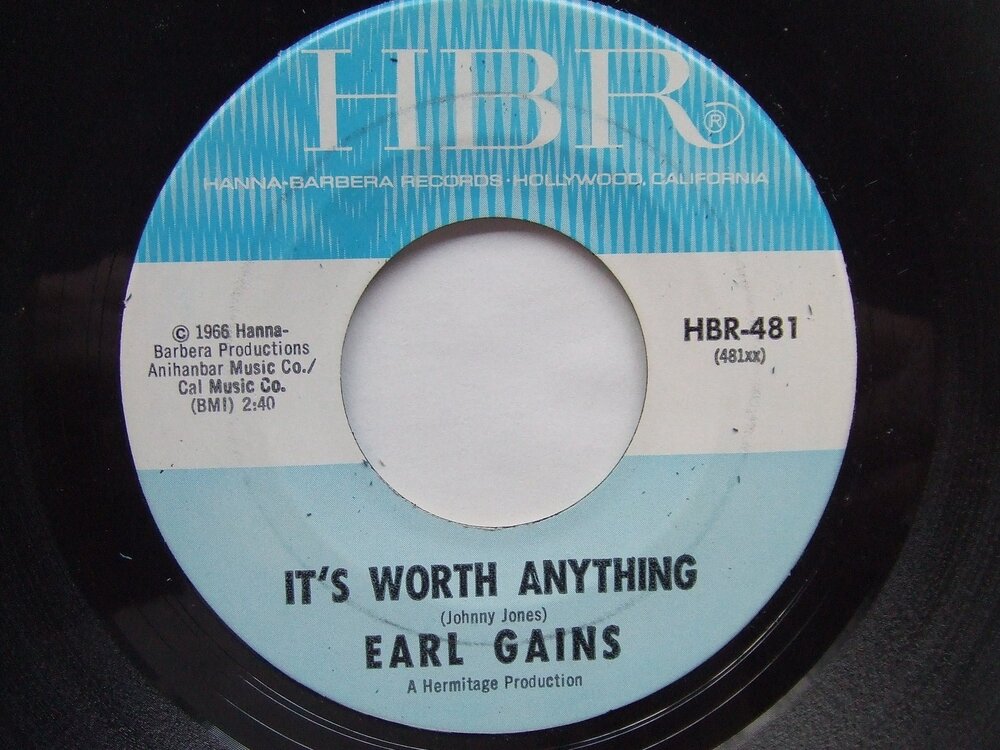 HBR®
HANNA-BARBERA RECORDS · HOLLYWOOD, CALIFORNIA
© 1966 Hanna-
Barbera Productions
Anihanbar Music Co./
Cal Music Co.
(BMI) 2:40
HBR-481
(481xx)
IT'S WORTH ANYTHING
(Johnny Jones)
EARL GAINS
A Hermitage Production